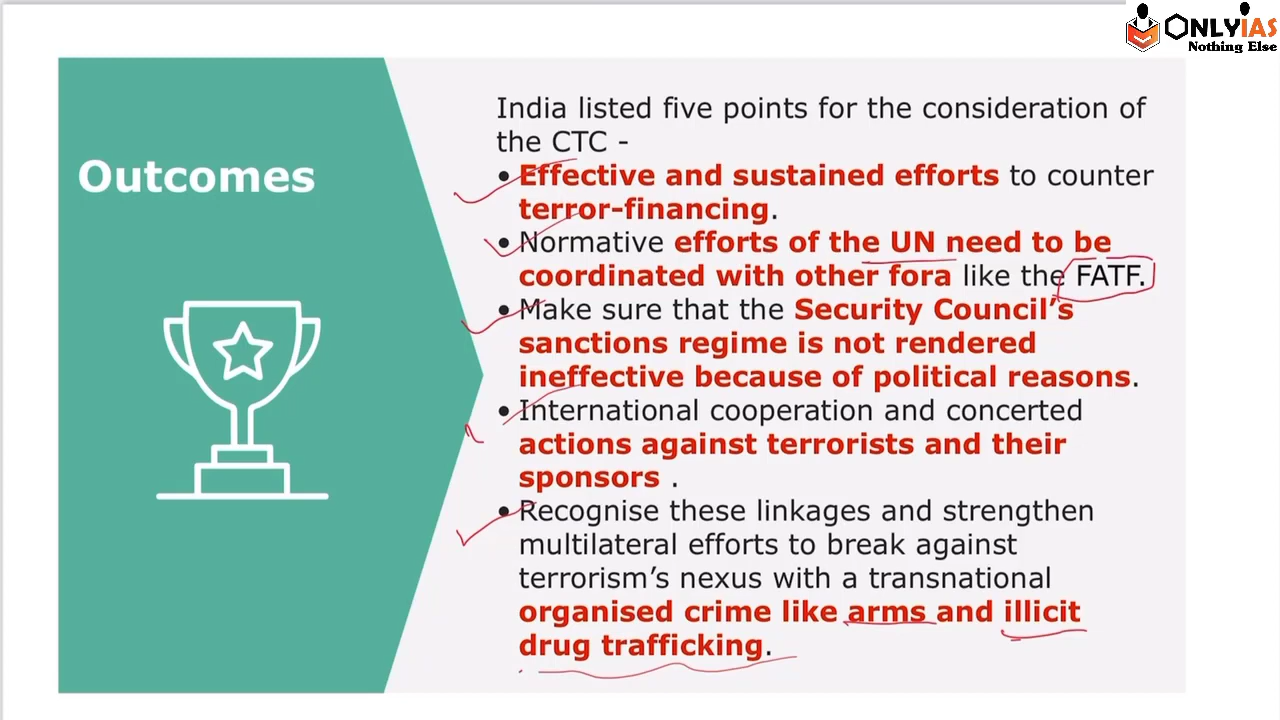 ONLYIAS
Nothing Else
Outcomes
India listed five points for the consideration of
the CTC -
• Effective and sustained efforts to counter
terror-financing.
• Normative efforts of the UN need to be
coordinated with other fora like the FATF.
• Make sure that the Security Council’s
sanctions regime is not rendered
ineffective because of political reasons.
• International cooperation and concerted
actions against terrorists and their
sponsors .
• Recognise these linkages and strengthen
multilateral efforts to break against
terrorism’s nexus with a transnational
organised crime like arms and illicit
drug trafficking.